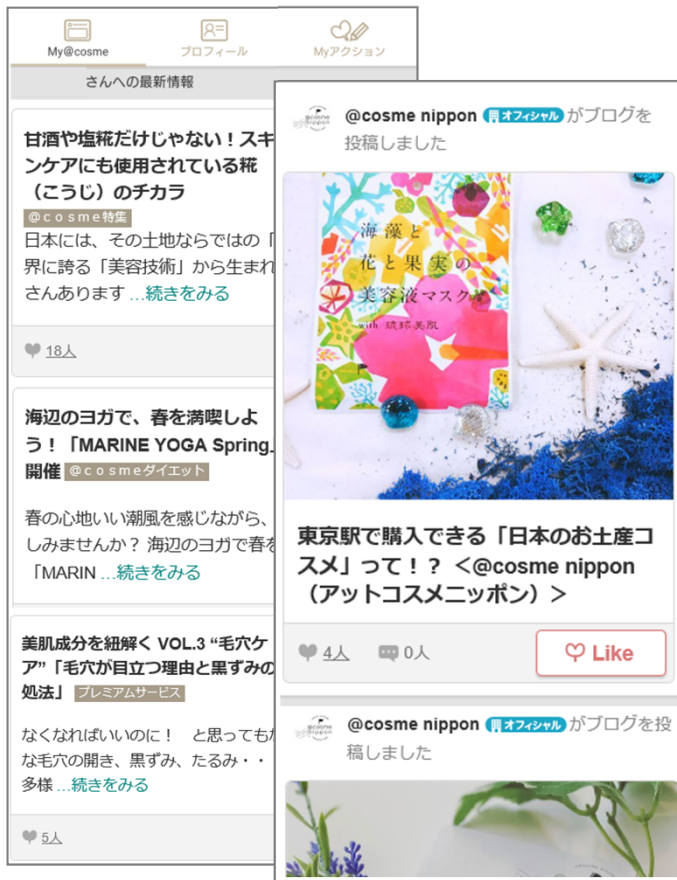 My@cosme
プロフィール
Myアクション
さんへの最新情報
甘酒や塩糀だけじゃない！スキ
ンケアにも使用されている糀
（こうじ）のチカラ
@cosme特集
日本には、その土地ならではの「
界に誇る「美容技術」から生まれ
さんあります ...続きをみる
18人
海辺のヨガで、春を満喫しよ
う！「MARINE YOGA Spring」
開催 @cosmeダイエット
春の心地いい潮風を感じながら、
しみませんか？ 海辺のヨガで春を
「MARIN ...続きをみる
美肌成分を紐解く VOL.3 “毛穴ケ
ア”「毛穴が目立つ理由と黒ずみの
処法」 プレミアムサービス
なくなればいいのに！　と思っても
な毛穴の開き、黒ずみ、たるみ・・
多様 ...続きをみる
5人
@cosme nippon オフィシャル がブログを
投稿しました
海藻と
花と果実の
美容液マスク
with 琉球美肌
東京駅で購入できる「日本のお土産コ
スメ」って！？ ＜@cosme nippon
（アットコスメニッポン）＞
4人
0人
Like
@cosme nippon オフィシャル がブログを投
稿しました